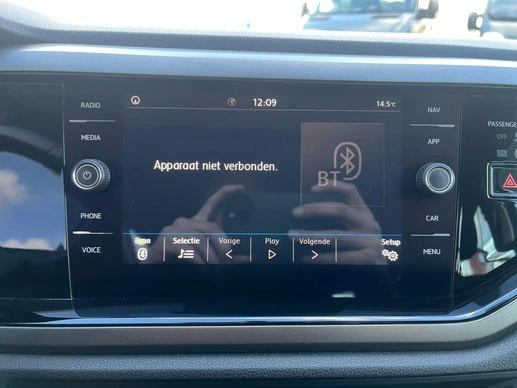 RADIO
MEDIA
PHONE
VOICE
12:09
14.5°C
Apparaat niet verbonden.
BT
Bron
Selectie
Vorige
Play
Volgende
Setup
NAV
APP
CAR
MENU
PASSENGE
OFF